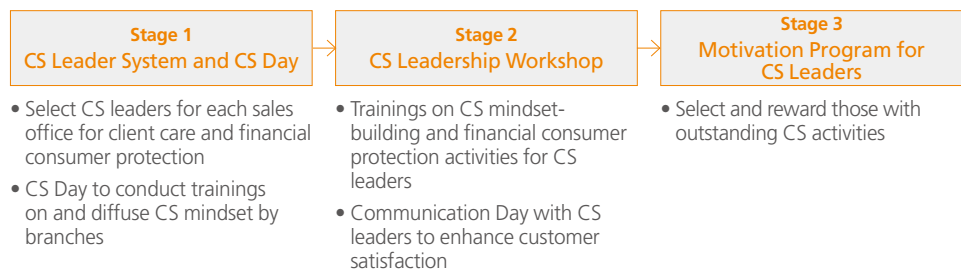 Stage 1
CS Leader System and CS Day
• Select CS leaders for each sales
office for client care and financial
consumer protection
• CS Day to conduct trainings
on and diffuse CS mindset by
branches
Stage 2
CS Leadership Workshop
• Trainings on CS mindset-
building and financial consumer
protection activities for CS
leaders
• Communication Day with CS
leaders to enhance customer
satisfaction
Stage 3
Motivation Program for
CS Leaders
• Select and reward those with
outstanding CS activities